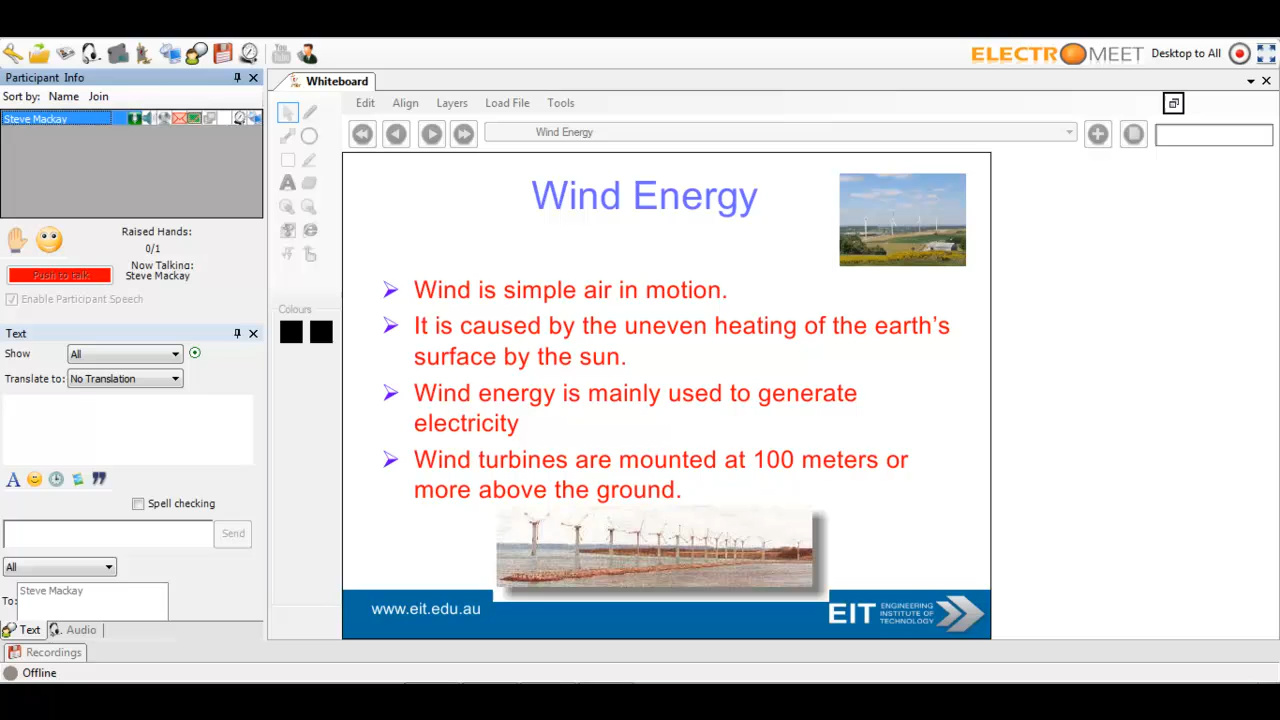 ELECTROMEET Desktop to All
Participant Info
Sort by: Name Join
Steve Mackay
Raised Hands:
0/1
Now Talking:
Steve Mackay
Push to talk
Enable Participant Speech
Text
Show All
Translate to: No Translation
A
Spell checking
Send
All
Steve Mackay
To:
Text Audio
Recordings
Offline
Whiteboard
Edit Align Layers Load File Tools
Wind Energy
A
Colours
Wind Energy
Wind is simple air in motion.
It is caused by the uneven heating of the earth’s
surface by the sun.
Wind energy is mainly used to generate
electricity
Wind turbines are mounted at 100 meters or
more above the ground.
www.eit.edu.au
EIT ENGINEERING
INSTITUTE OF
TECHNOLOGY